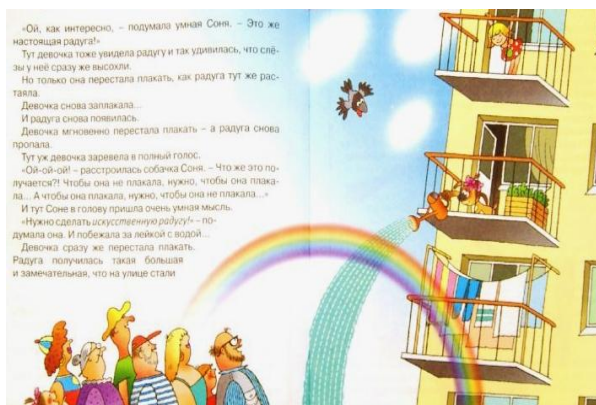 «Ой, как интересно, – подумала умная Соня. – Это же
настоящая радуга!»
Тут девочка тоже увидела радугу и так удивилась, что слё-
зы у неё сразу же высохли.
Но только она перестала плакать, как радуга тут же рас-
таяла.
Девочка снова заплакала...
И радуга снова появилась.
Девочка мгновенно перестала плакать – а радуга снова
пропала.
Тут уж девочка заревела в полный голос.
«Ой-ой-ой! – расстроилась собачка Соня. – Что же это по-
лучается?! Чтобы она не плакала, нужно, чтобы она плака-
ла... А чтобы она плакала, нужно, чтобы она не плакала...»
И тут Соне в голову пришла очень умная мысль.
«Нужно сделать искусственную радугу!» – по-
думала она. И побежала за лейкой с водой...
Девочка сразу же перестала плакать.
Радуга получилась такая большая
и замечательная, что на улице стали